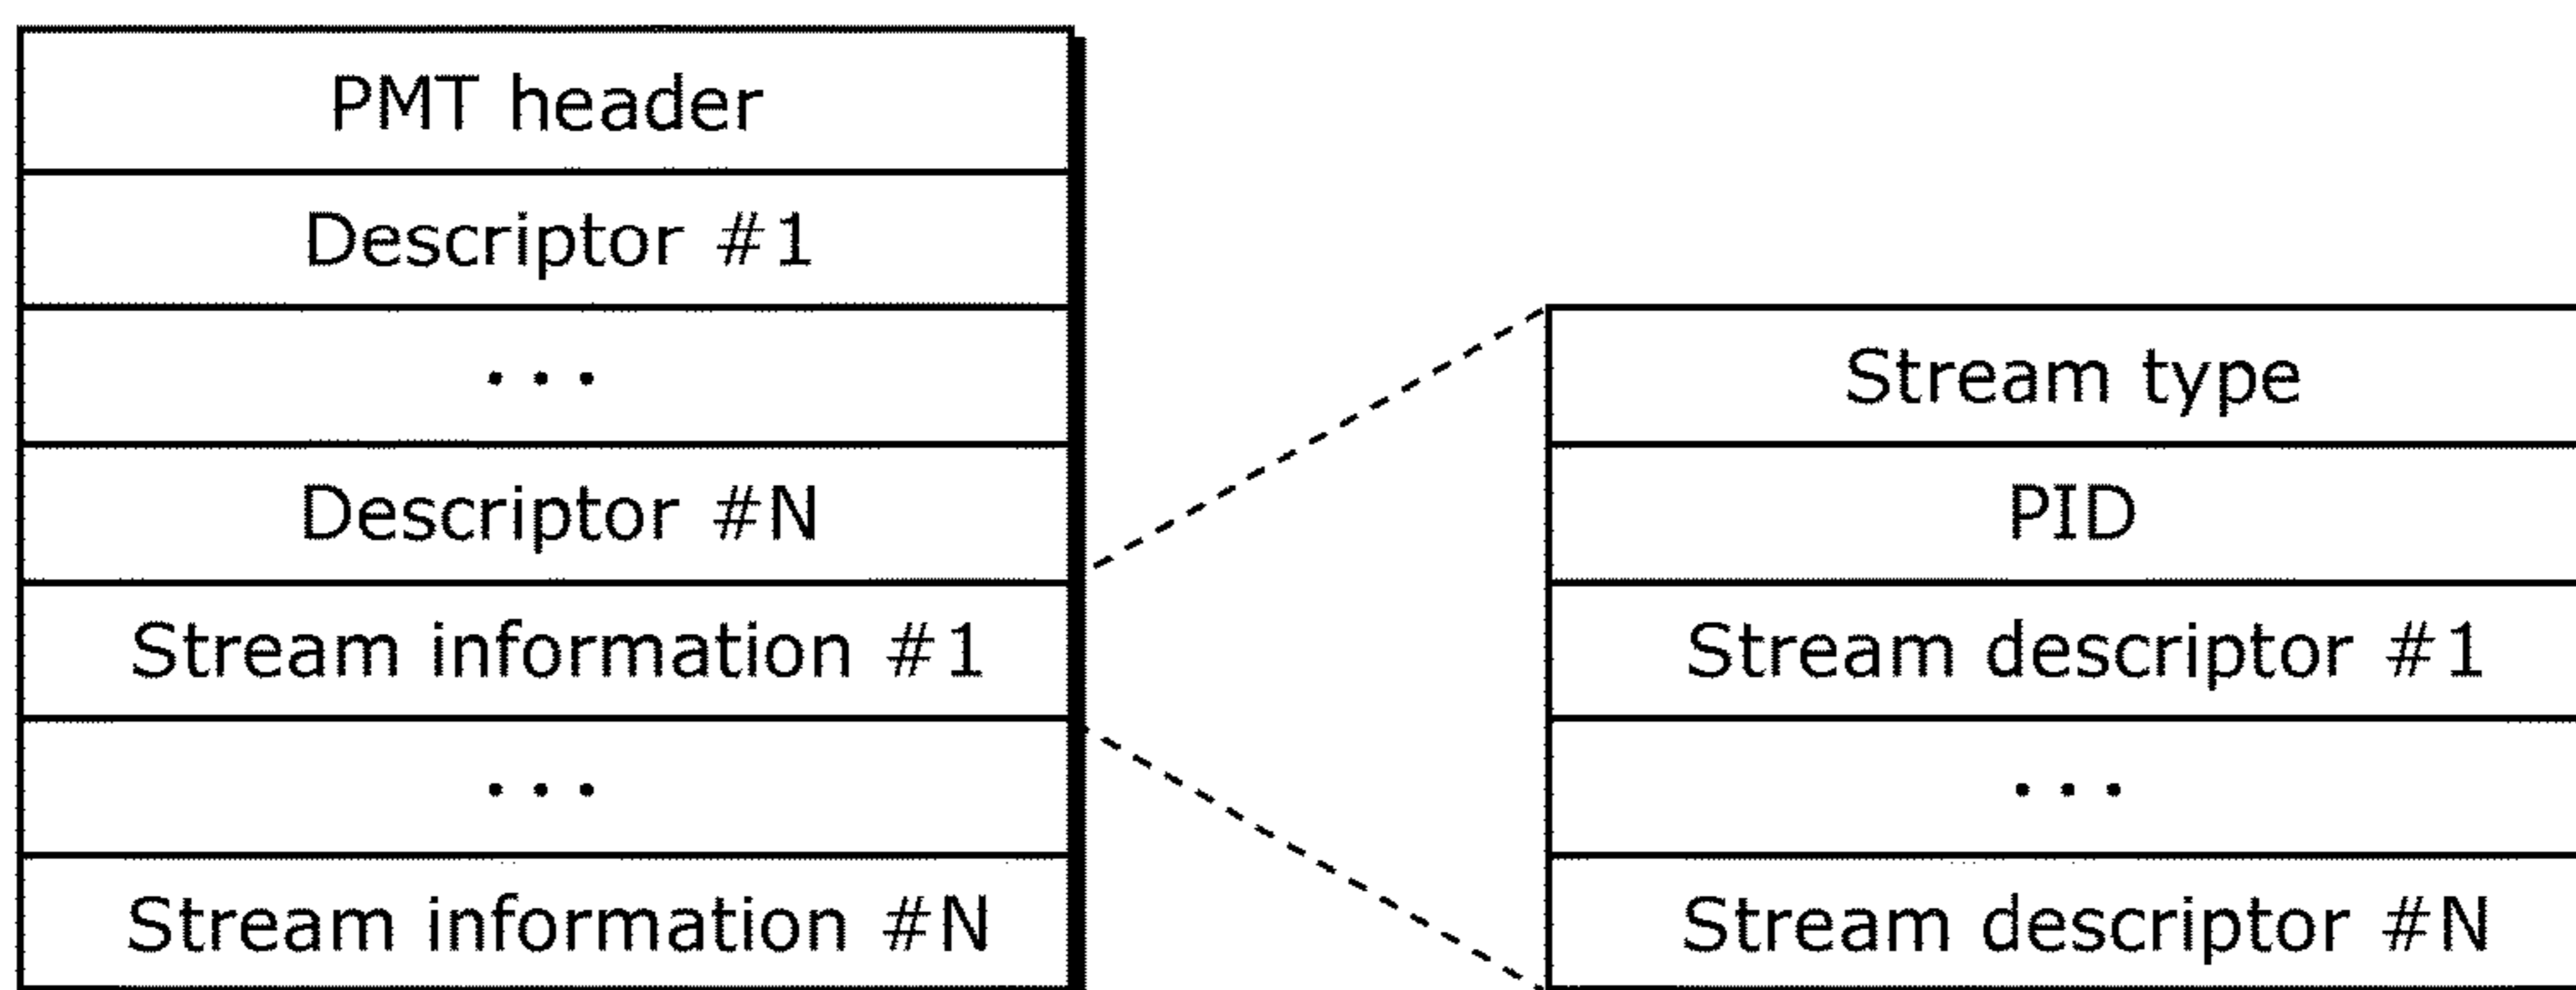 PMT header
Descriptor #1
...
Descriptor #N
Stream information #1
...
Stream information #N
Stream type
PID
Stream descriptor #1
...
Stream descriptor #N